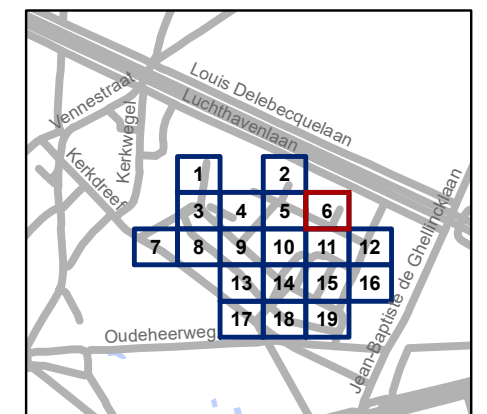 Louis Delebecquelaan
Luchthavenlaan
Vennestraat
Kerkwegel
Kerkdreef
1 2
3 4 5 6
7 8 9 10 11 12
13 14 15 16
17 18 19
Oudeheerweg
Jean-Baptiste de Ghellincklaan